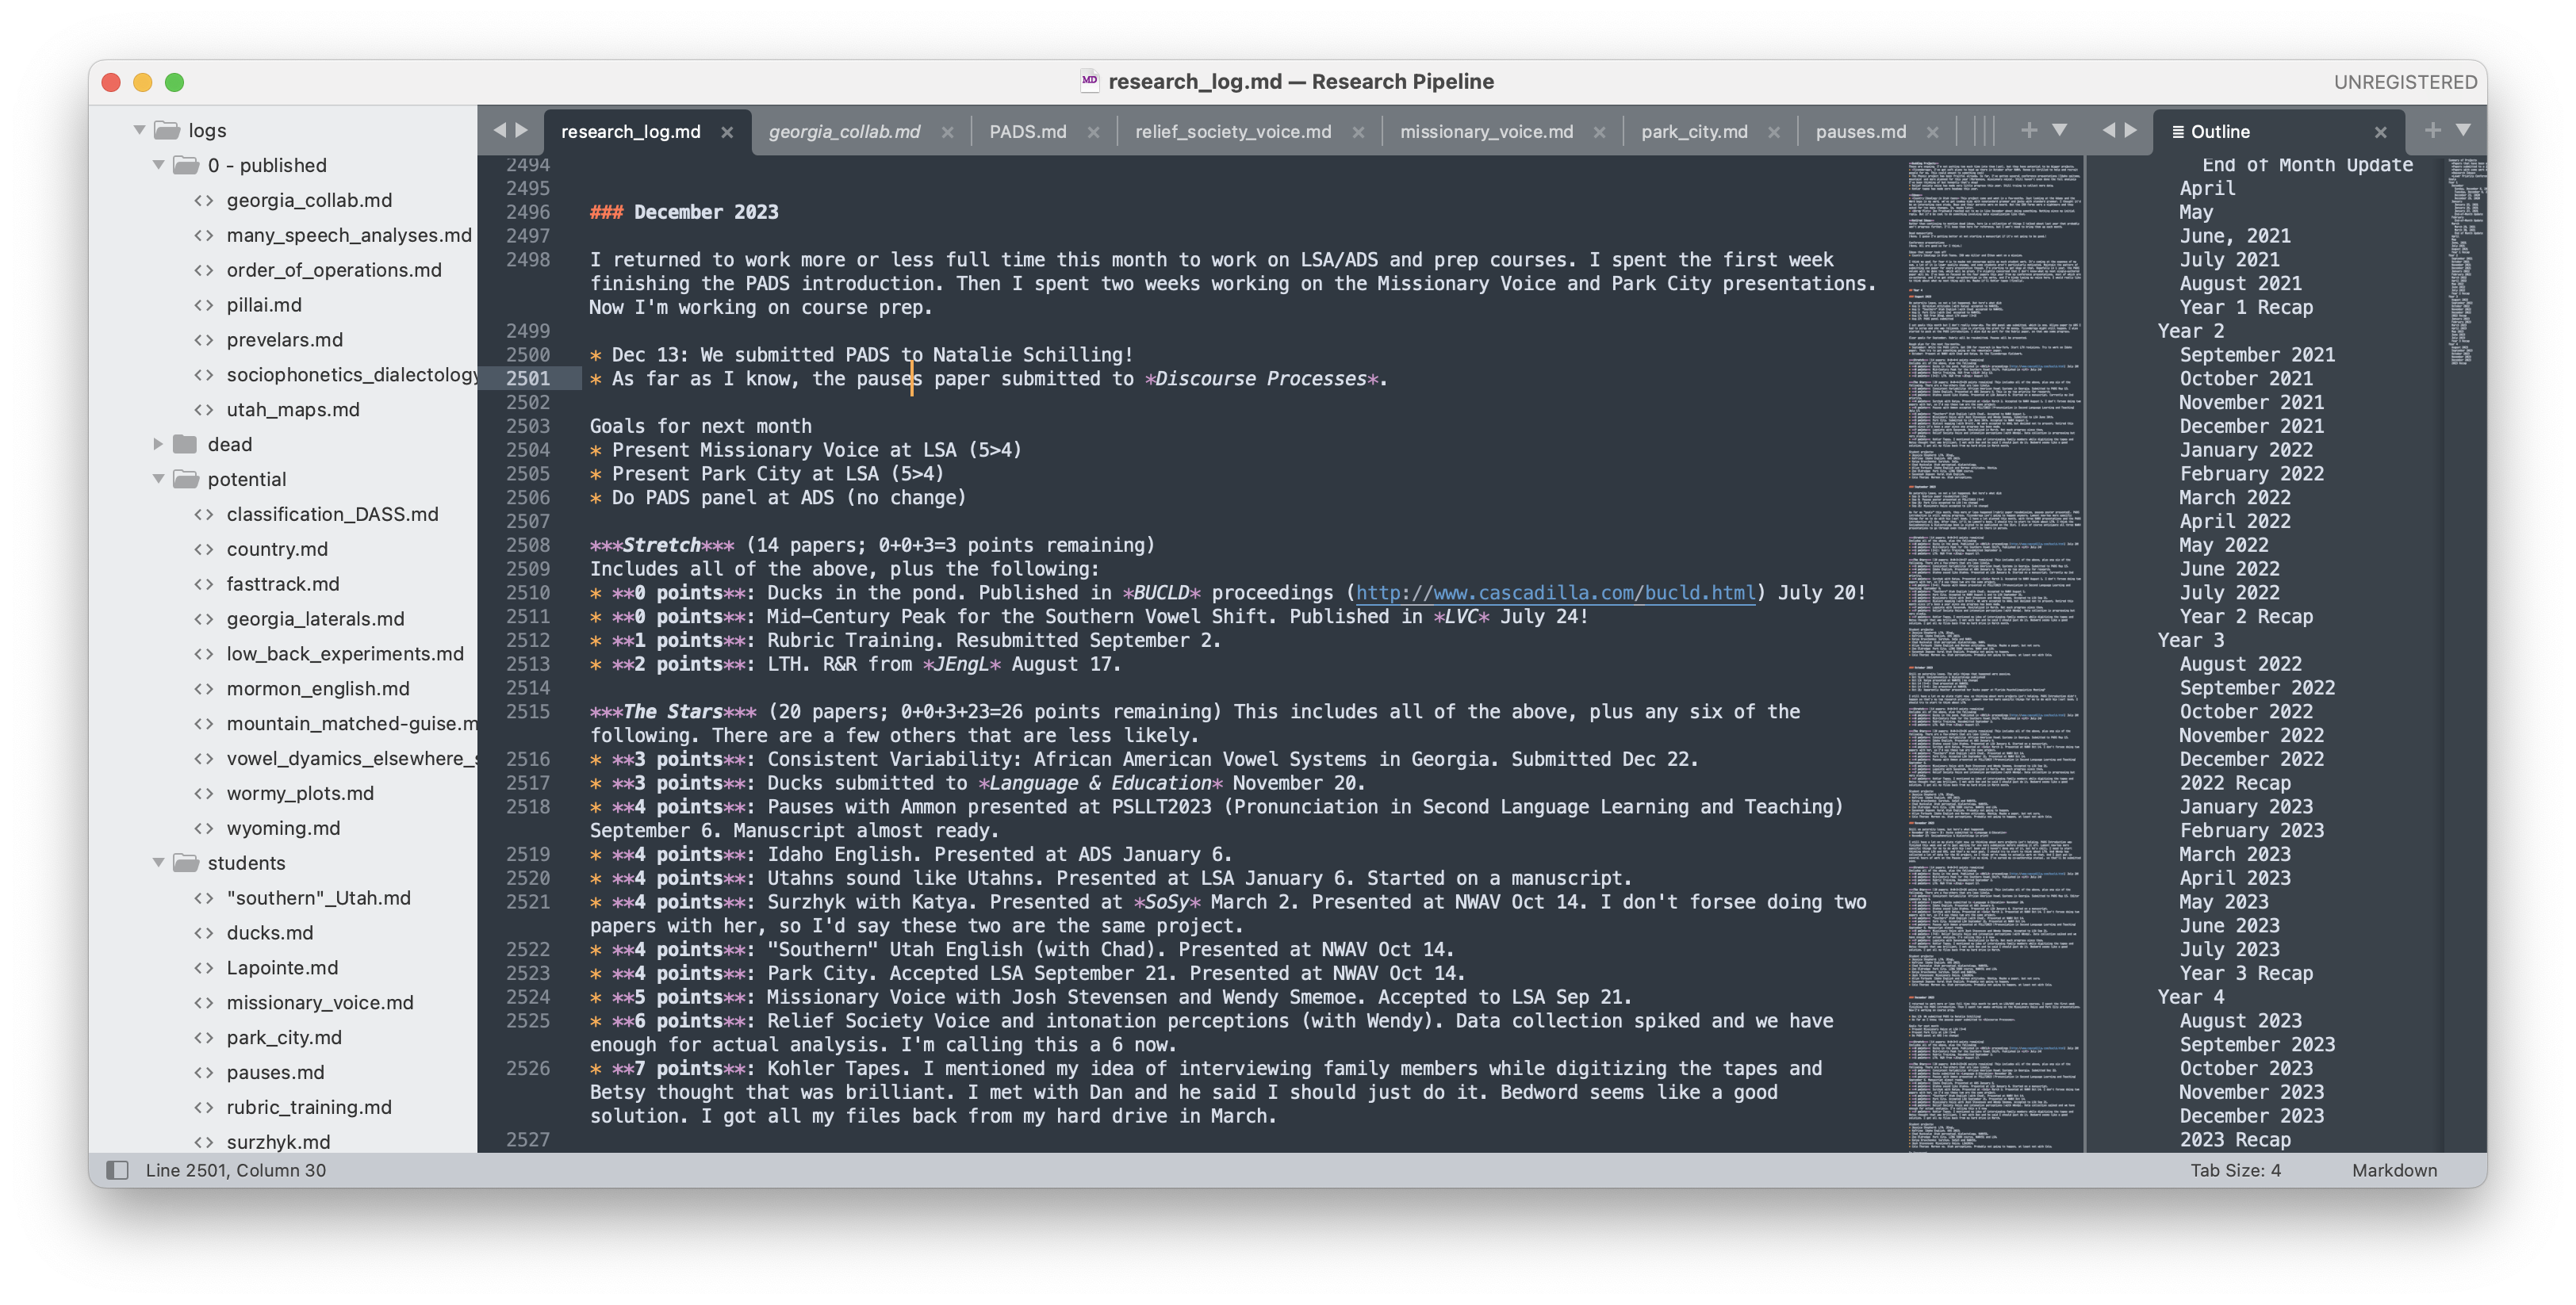 research_log.md — Research Pipeline
UNREGISTERED
logs
0 - published
georgia_collab.md
many_speech_analyses.md
order_of_operations.md
pillai.md
prevelars.md
sociophonetics_dialectology
utah_maps.md
dead
potential
classification_DASS.md
country.md
fasttrack.md
georgia_laterals.md
low_back_experiments.md
mormon_english.md
mountain_matched-guise.m
vowel_dyamics_elsewhere_s
wormy_plots.md
wyoming.md
students
"southern"_Utah.md
ducks.md
Lapointe.md
missionary_voice.md
park_city.md
pauses.md
rubric_training.md
surzhyk.md
research_log.md georgia_collab.md PADS.md relief_society_voice.md missionary_voice.md park_city.md pauses.md
2494
2495
2496 ### December 2023
2497
2498 I returned to work more or less full time this month to work on LSA/ADS and prep courses. I spent the first week
finishing the PADS introduction. Then I spent two weeks working on the Missionary Voice and Park City presentations.
Now I'm working on course prep.
2499
2500 * Dec 13: We submitted PADS to Natalie Schilling!
2501 * As far as I know, the pauses paper submitted to *Discourse Processes*.
2502
2503 Goals for next month
2504 * Present Missionary Voice at LSA (5>4)
2505 * Present Park City at LSA (5>4)
2506 * Do PADS panel at ADS (no change)
2507
2508 ***Stretch*** (14 papers; 0+0+3=3 points remaining)
2509 Includes all of the above, plus the following:
2510 * **0 points**: Ducks in the pond. Published in *BUCLD* proceedings (http://www.cascadilla.com/bucld.html) July 20!
2511 * **0 points**: Mid-Century Peak for the Southern Vowel Shift. Published in *LVC* July 24!
2512 * **1 points**: Rubric Training. Resubmitted September 2.
2513 * **2 points**: LTH. R&R from *JEngL* August 17.
2514
2515 ***The Stars*** (20 papers; 0+0+3+23=26 points remaining) This includes all of the above, plus any six of the
following. There are a few others that are less likely.
2516 * **3 points**: Consistent Variability: African American Vowel Systems in Georgia. Submitted Dec 22.
2517 * **3 points**: Ducks submitted to *Language & Education* November 20.
2518 * **4 points**: Pauses with Ammon presented at PSLLT2023 (Pronunciation in Second Language Learning and Teaching)
September 6. Manuscript almost ready.
2519 * **4 points**: Idaho English. Presented at ADS January 6.
2520 * **4 points**: Utahns sound like Utahns. Presented at LSA January 6. Started on a manuscript.
2521 * **4 points**: Surzhyk with Katya. Presented at *SoSy* March 2. Presented at NWAV Oct 14. I don't forsee doing two
papers with her, so I'd say these two are the same project.
2522 * **4 points**: "Southern" Utah English (with Chad). Presented at NWAV Oct 14.
2523 * **4 points**: Park City. Accepted LSA September 21. Presented at NWAV Oct 14.
2524 * **5 points**: Missionary Voice with Josh Stevensen and Wendy Smemoe. Accepted to LSA Sep 21.
2525 * **6 points**: Relief Society Voice and intonation perceptions (with Wendy). Data collection spiked and we have
enough for actual analysis. I'm calling this a 6 now.
2526 * **7 points**: Kohler Tapes. I mentioned my idea of interviewing family members while digitizing the tapes and
Betsy thought that was brilliant. I met with Dan and he said I should just do it. Bedword seems like a good
solution. I got all my files back from my hard drive in March.
2527
Outline
End of Month Update
April
May
June, 2021
July 2021
August 2021
Year 1 Recap
Year 2
September 2021
October 2021
November 2021
December 2021
January 2022
February 2022
March 2022
April 2022
May 2022
June 2022
July 2022
Year 2 Recap
Year 3
August 2022
September 2022
October 2022
November 2022
December 2022
2022 Recap
January 2023
February 2023
March 2023
April 2023
May 2023
June 2023
July 2023
Year 3 Recap
Year 4
August 2023
September 2023
October 2023
November 2023
December 2023
2023 Recap
Line 2501, Column 30
Tab Size: 4
Markdown